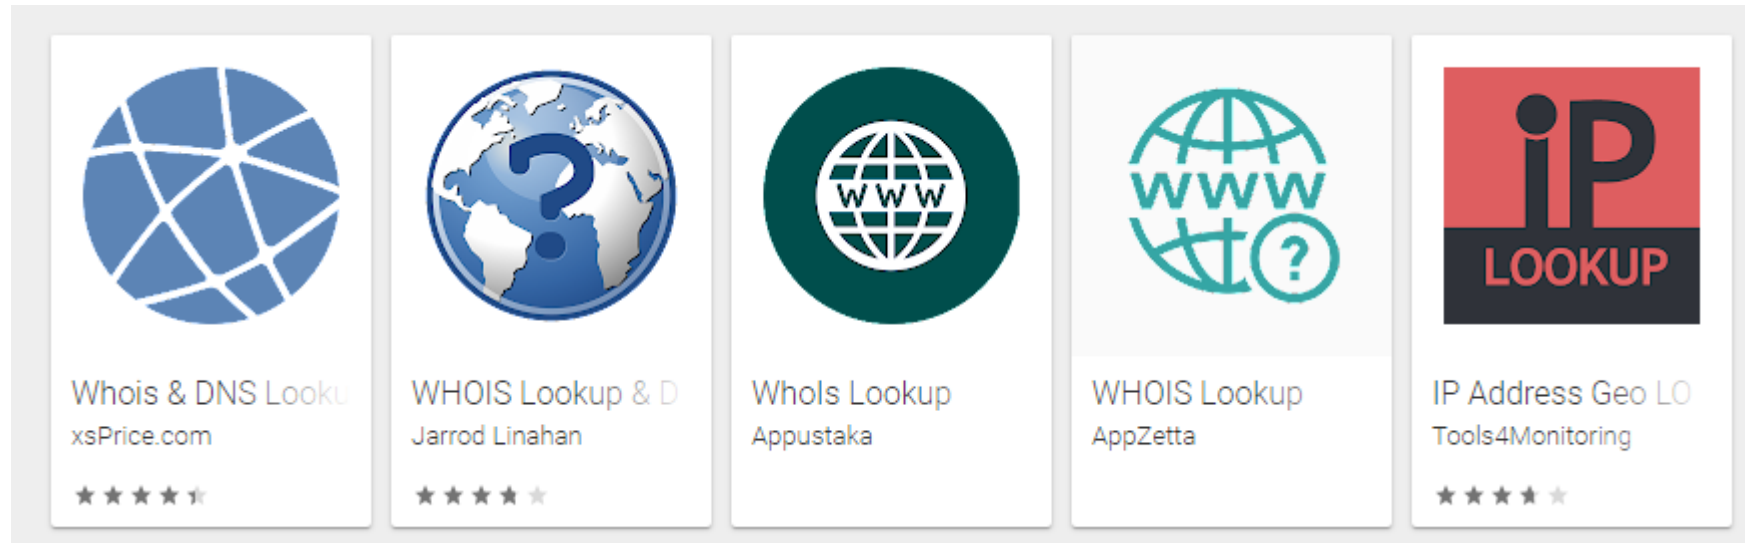 WWW
WWW
?
?
iP
LOOKUP
Whois & DNS Looku
xsPrice.com
WHOIS Lookup & D
Jarrod Linahan
WhoIs Lookup
Appustaka
WHOIS Lookup
AppZetta
IP Address Geo LO
Tools4Monitoring